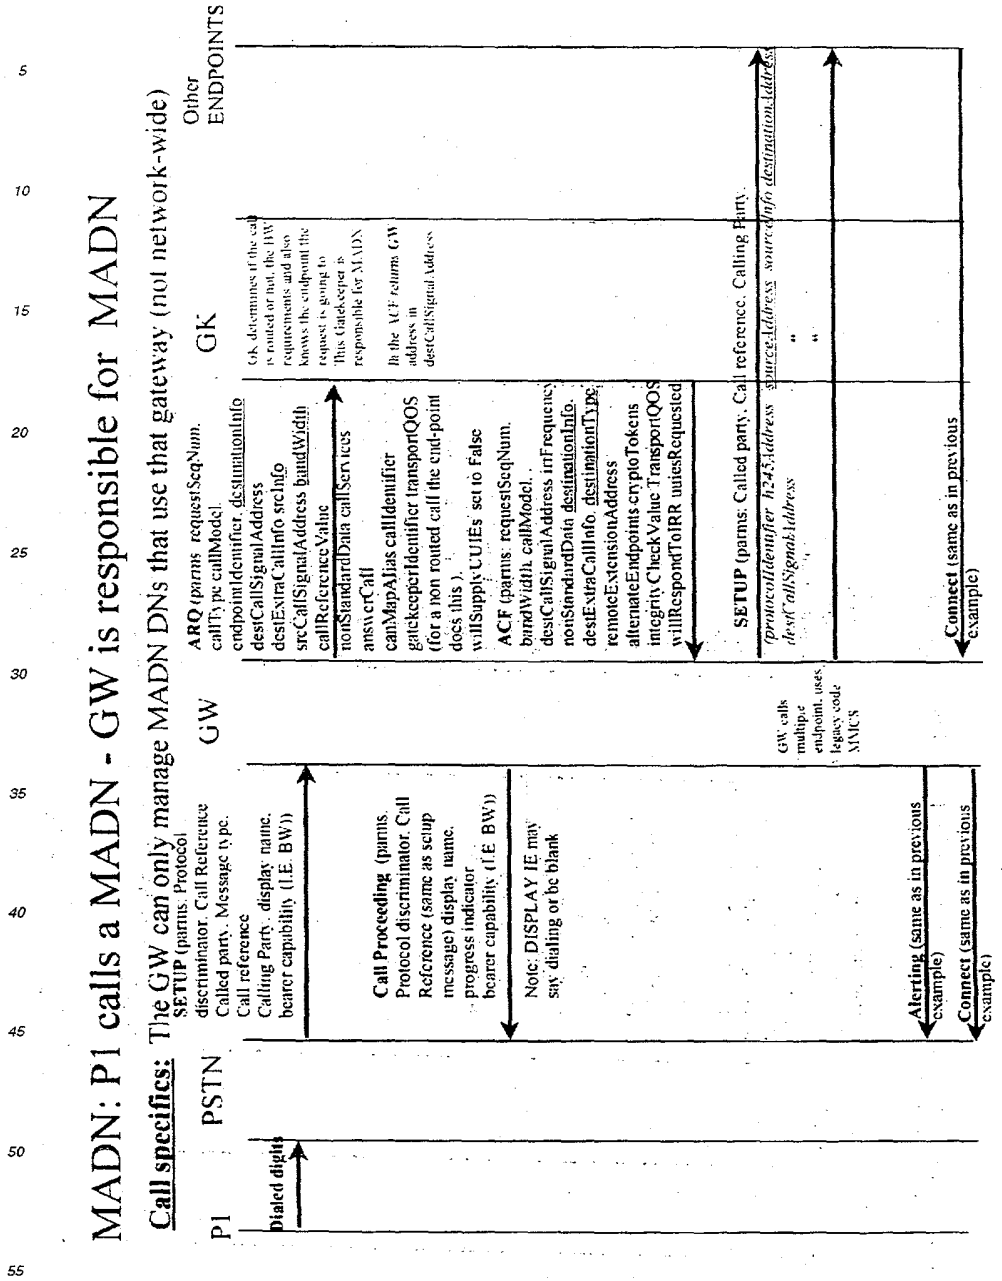 MADN: P1 calls a MADN - GW is responsible for MADN
Call specifics: The GW can only manage MADN DNs that use that gateway (not network-wide)
P1
PSTN
GW
GK
Other
ENDPOINTS
Dialed digits
SETUP (parms: Protocol
discriminator. Call Reference
Called party. Message type.
Call reference
Calling Party. display name.
bearer capability (I.E. BW))
Call Proceeding (parms.
Protocol discriminator. Call
Reference (same as setup
message) display name.
progress indicator
bearer capability (I.E BW))
Note: DISPLAY IE may
say dialing or be blank
Alerting (same as in previous
example)
Connect (same as in previous
example)
ARQ (parms requestSeqNum.
callType callModel.
endpointIdentifier. destinationInfo
destCallSignalAddress
destExtraCallInfo srcInfo
srcCallSignalAddress bandWidth
callReferenceValue
nonStandardData callServices
answerCall
canMapAlias callIdentifier
gatekeeperIdentifier transportQOS
(for a non routed call the end-point
does this ).
willSupplyUUIEs set to False
ACF (parms: requestSeqNum.
bandWidth. callModel.
destCallSignalAddress irrFrequency
nonStandardData destinationInfo.
destExtraCallInfo. destinationType
remoteExtensionAddress
alternateEndpoints cryptoTokens
integrityCheckValue TransportQOS
willRespondToIRR uuiesRequested
GK determines if the call
is routed or not, the BW
requirements and also
knows the endpoint the
request is going to
This Gatekeeper is
responsible for MADN
In the ACF returns GW
address in
destCallSignalAddress
SETUP (parms: Called party. Call reference. Calling Party.
(protocolIdentifier h245Address sourceAddress sourceInfo destinationAddress
destCallSignalAddress
"
"
GW calls
multiple
endpoint. uses
legacy code
MMCS
Connect (same as in previous
example)
5
10
15
20
25
30
35
40
45
50
55